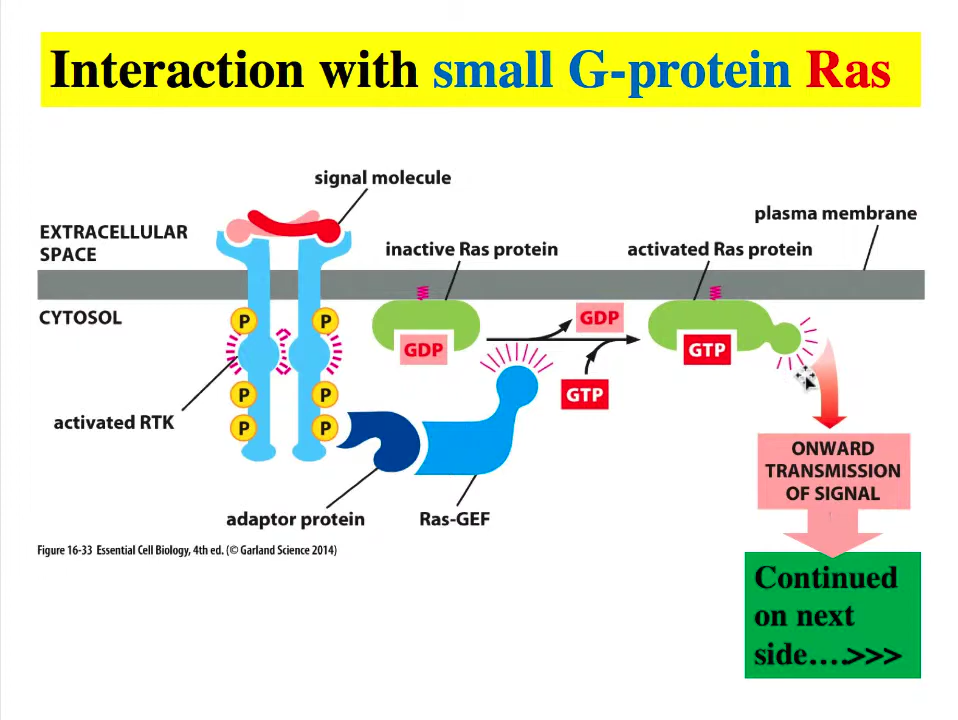 Interaction with small G-protein Ras
signal molecule
plasma membrane
EXTRACELLULAR
SPACE
inactive Ras protein
activated Ras protein
CYTOSOL
P
P
GDP
GDP
GTP
GTP
P
P
activated RTK
P
P
ONWARD
TRANSMISSION
OF SIGNAL
adaptor protein
Ras-GEF
Figure 16-33 Essential Cell Biology, 4th ed. (© Garland Science 2014)
Continued
on next
side....>>>